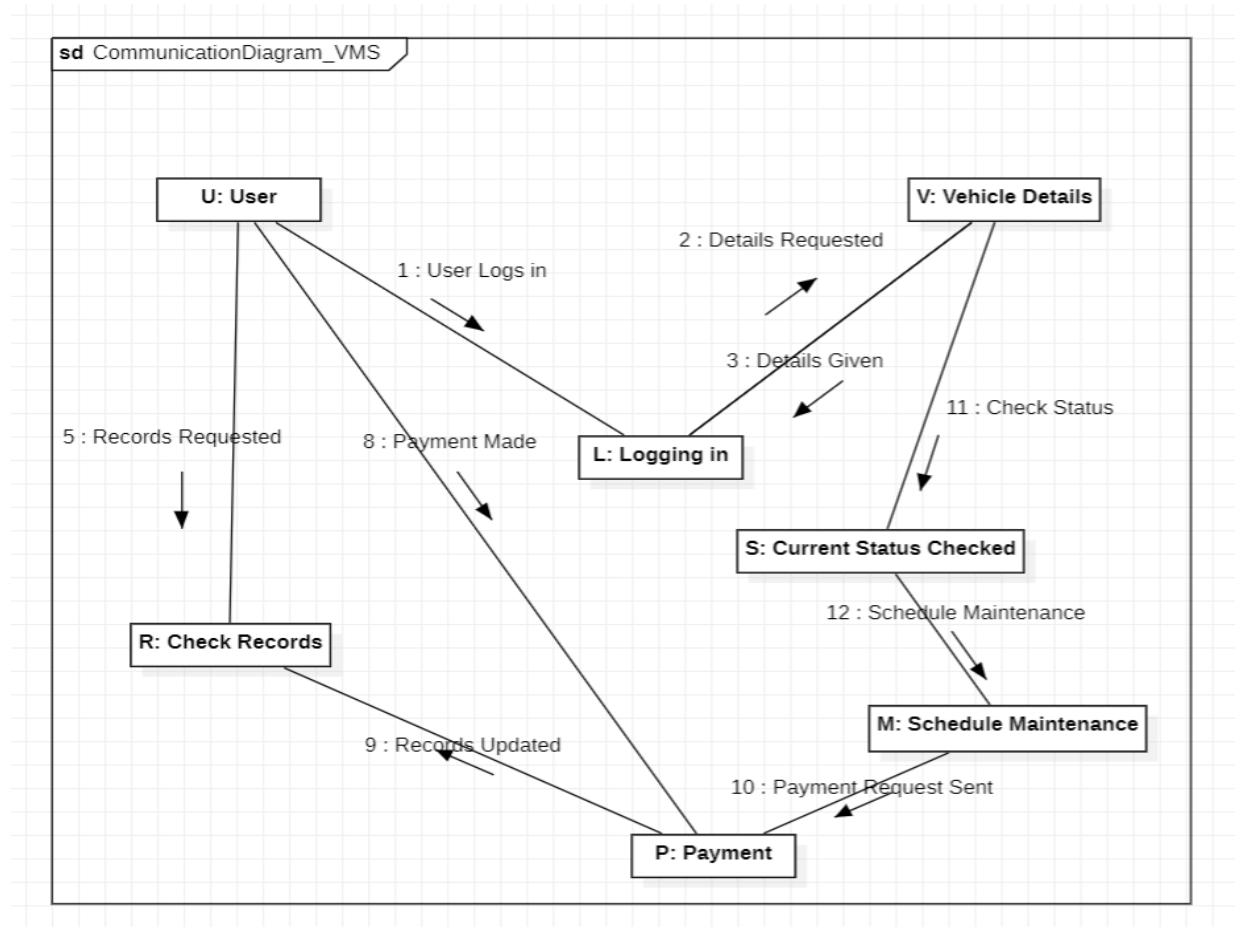 sd CommunicationDiagram_VMS
U: User
V: Vehicle Details
2 : Details Requested
1 : User Logs in
3 : Details Given
11 : Check Status
5 : Records Requested
8 : Payment Made
L: Logging in
S: Current Status Checked
12 : Schedule Maintenance
R: Check Records
M: Schedule Maintenance
9 : Records Updated
10 : Payment Request Sent
P: Payment